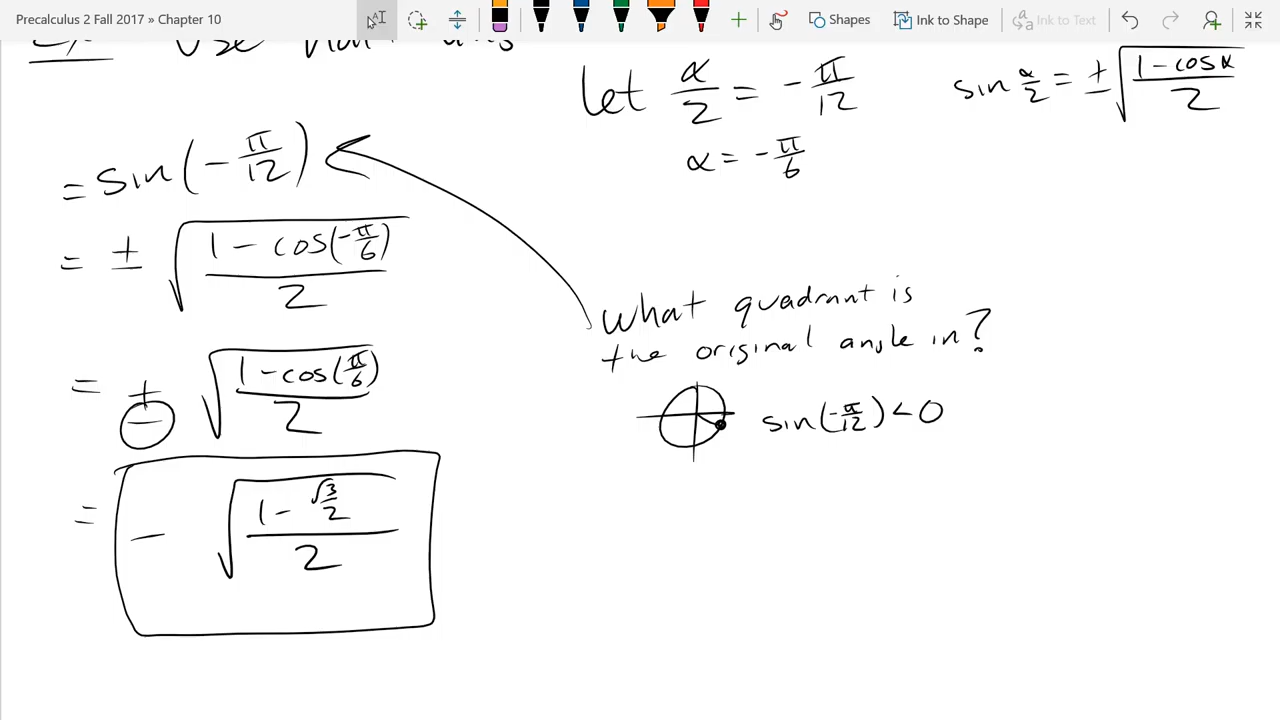 Precalculus 2 Fall 2017 » Chapter 10
Shapes
Ink to Shape
Ink to Text
= sin(-π/12)
= ± √((1 - cos(-π/6))/2)
= ± √((1 - cos(π/6))/2)
= - √((1 - √3/2)/2)
let α/2 = -π/12
α = -π/6
sin α/2 = ± √((1 - cos α)/2)
What quadrant is
the original angle in?
sin(-π/12) < 0